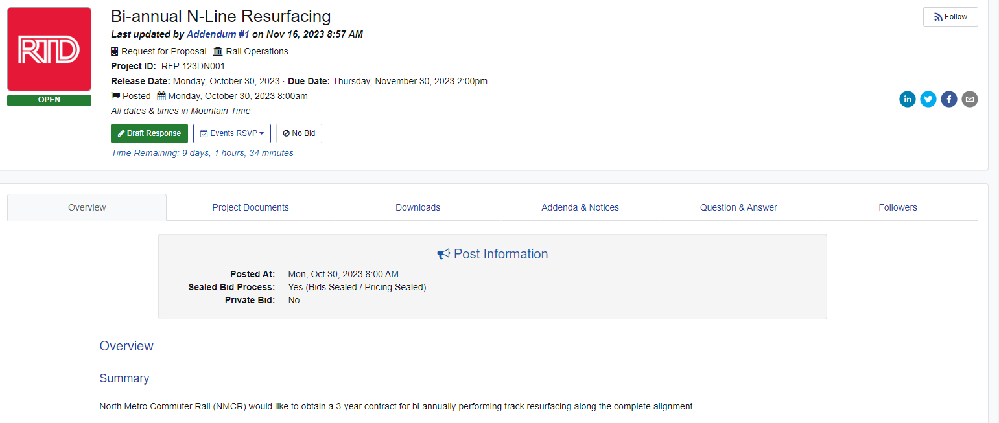 RTD
OPEN
Bi-annual N-Line Resurfacing
Follow
Last updated by Addendum #1 on Nov 16, 2023 8:57 AM
Request for Proposal Rail Operations
Project ID: RFP 123DN001
Release Date: Monday, October 30, 2023 · Due Date: Thursday, November 30, 2023 2:00pm
Posted Monday, October 30, 2023 8:00am
All dates & times in Mountain Time
Draft Response Events RSVP No Bid
Time Remaining: 9 days, 1 hours, 34 minutes
Overview Project Documents Downloads Addenda & Notices Question & Answer Followers
Post Information
Posted At: Mon, Oct 30, 2023 8:00 AM
Sealed Bid Process: Yes (Bids Sealed / Pricing Sealed)
Private Bid: No
Overview
Summary
North Metro Commuter Rail (NMCR) would like to obtain a 3-year contract for bi-annually performing track resurfacing along the complete alignment.